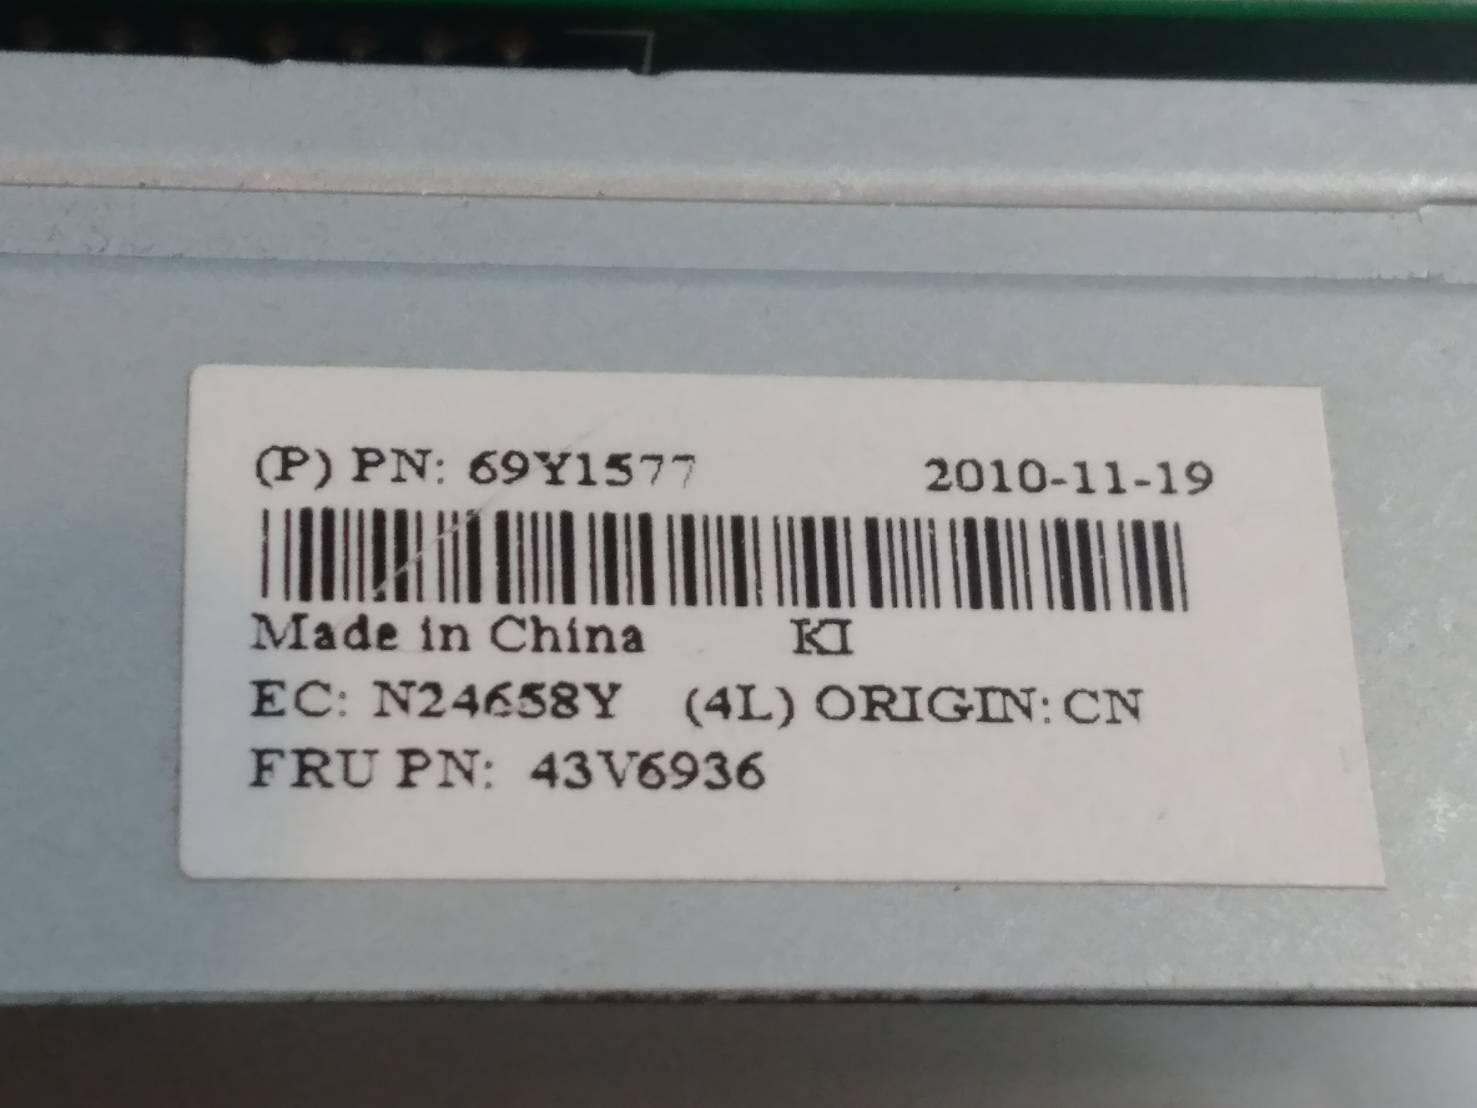 (P) PN: 69Y1577 2010-11-19
Made in China KI
EC: N24658Y (4L) ORIGIN: CN
FRU PN: 43V6936